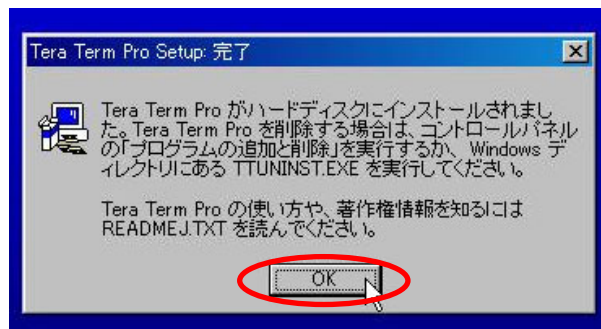 Tera Term Pro Setup: 完了
Tera Term Pro がハードディスクにインストールされまし
た。Tera Term Pro を削除する場合は、コントロールパネル
の「プログラムの追加と削除」を実行するか、 Windows デ
ィレクトリにある TTUNINST.EXE を実行してください。
Tera Term Pro の使い方や、著作権情報を知るには
READMEJ.TXT を読んでください。
OK